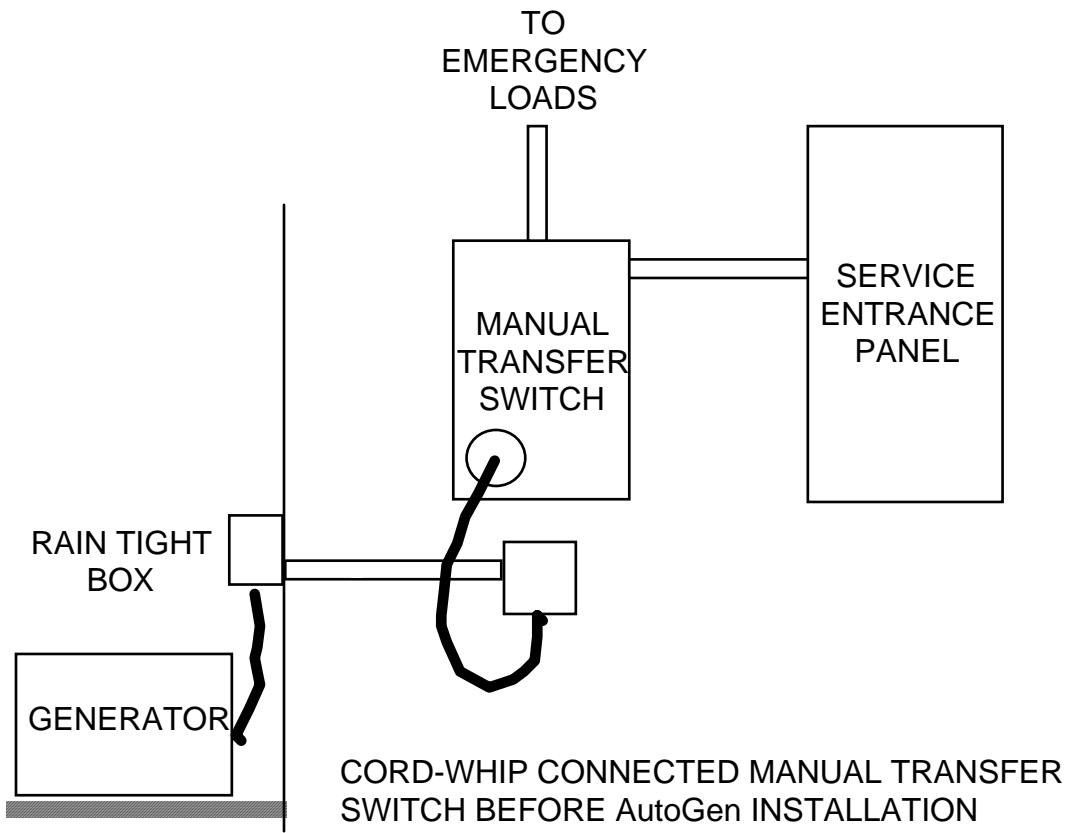 TO
EMERGENCY
LOADS
SERVICE
ENTRANCE
PANEL
MANUAL
TRANSFER
SWITCH
RAIN TIGHT
BOX
GENERATOR
CORD-WHIP CONNECTED MANUAL TRANSFER
SWITCH BEFORE AutoGen INSTALLATION